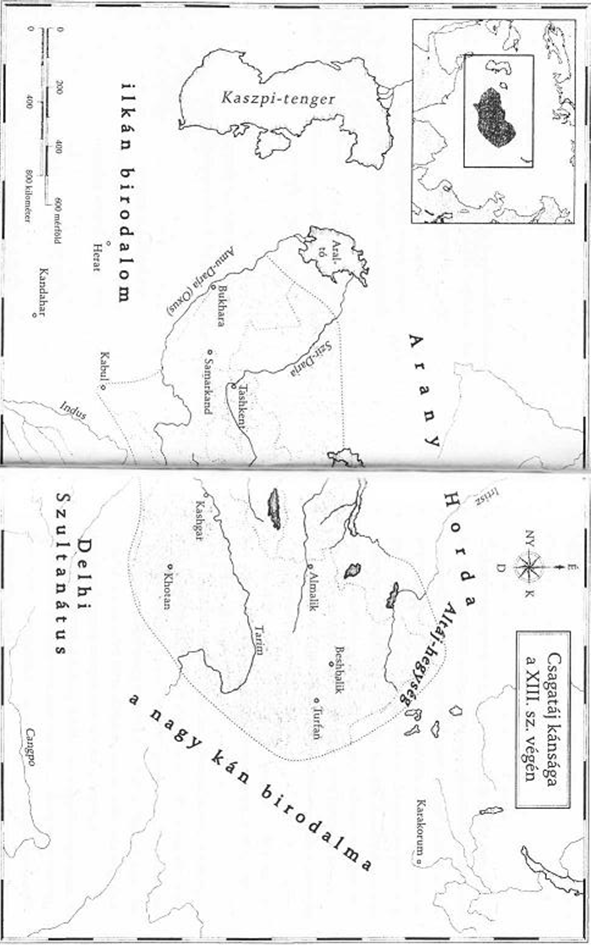 Csagatáj kánsága
a XIII. sz. végén
É
NY
K
D
Irtisz
Arany
Horda
Altáj-hegység
Karakorum
Kaszpi-tenger
Aral-
tó
Szir-Darja
Amu-Darja (Oxus)
Bukhara
Samarkand
Tashkent
Almalik
Beshbalik
Turfan
Kashgar
Tarim
Khotan
a nagy kán birodalma
ilkán birodalom
Herat
Kandahar
Kabul
Indus
Delhi
Szultanátus
Cangpo
0 200 400 600 mérföld
0 400 800 kilométer